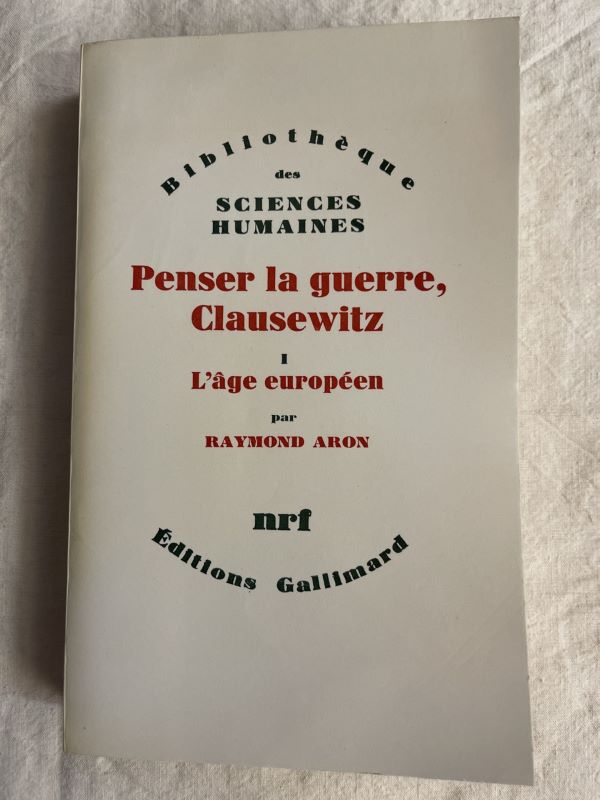 Bibliothèque
des
SCIENCES
HUMAINES
Penser la guerre,
Clausewitz
I
L'âge européen
par
RAYMOND ARON
nrf
Éditions Gallimard